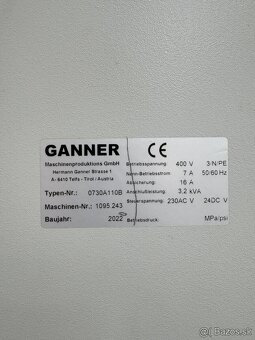 GANNER
Maschinenproduktions GmbH
Hermann Ganner Strasse 1
A- 6410 Telfs - Tirol / Austria
Typen-Nr.: 0730A110B
Maschinen-Nr.: 1095.243
Baujahr: 2022
CE
Betriebsspannung: 400 V 3/N/PE
Nenn-Betriebsstrom: 7 A 50/60 Hz
Absicherung: 16 A
Anschlußleistung: 3,2 kVA
Steuerspannung: 230AC V 24DC V
Betriebsdruck: MPa/psi
bazos.sk